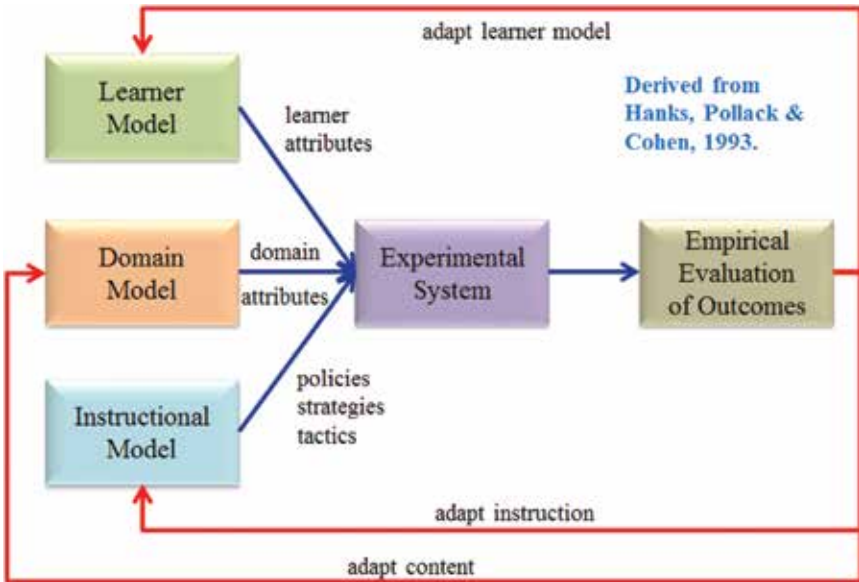 adapt learner model
Learner
Model
learner
attributes
Derived from
Hanks, Pollack &
Cohen, 1993.
Domain
Model
domain
attributes
Experimental
System
Empirical
Evaluation
of Outcomes
Instructional
Model
policies
strategies
tactics
adapt instruction
adapt content